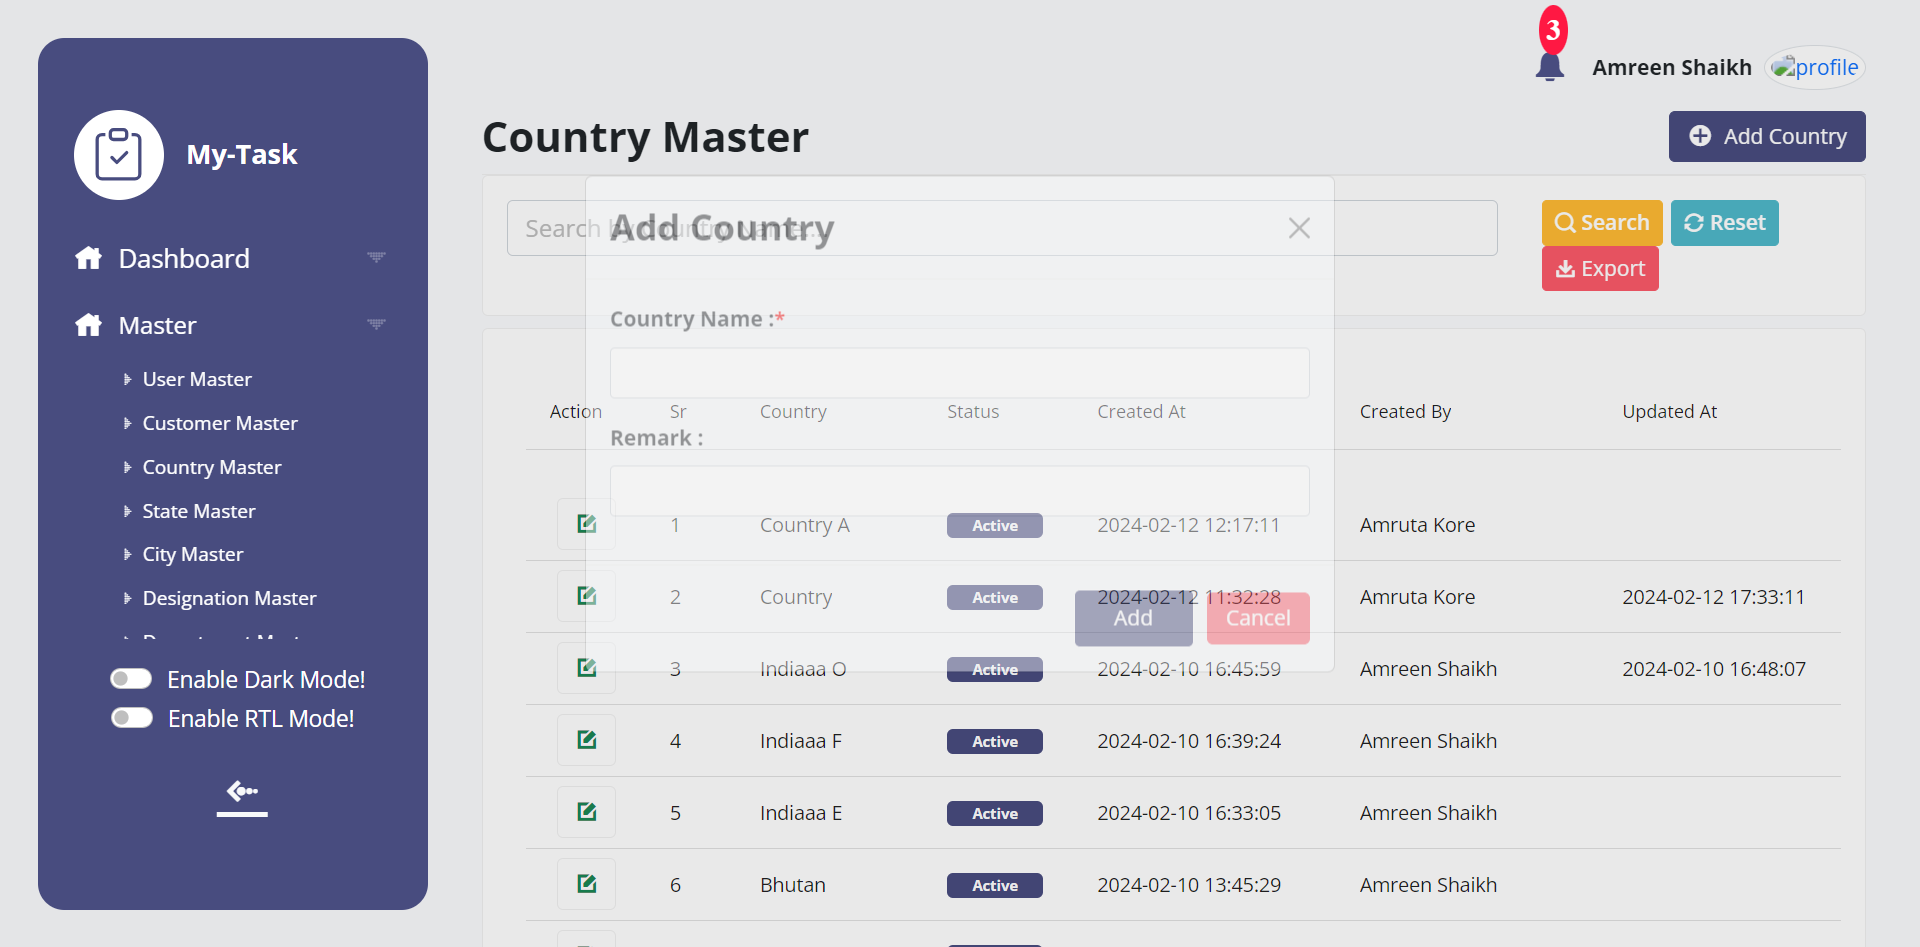 3
Amreen Shaikh
profile
My-Task
Dashboard
Master
User Master
Customer Master
Country Master
State Master
City Master
Designation Master
Enable Dark Mode!
Enable RTL Mode!
Country Master
Add Country
Search by Country Name...
Search
Reset
Export
Add Country
Country Name :*
Remark :
Add
Cancel
Action Sr Country Status Created At Created By Updated At
1 Country A Active 2024-02-12 12:17:11 Amruta Kore
2 Country Active 2024-02-12 11:32:28 Amruta Kore 2024-02-12 17:33:11
3 Indiaaa O Active 2024-02-10 16:45:59 Amreen Shaikh 2024-02-10 16:48:07
4 Indiaaa F Active 2024-02-10 16:39:24 Amreen Shaikh
5 Indiaaa E Active 2024-02-10 16:33:05 Amreen Shaikh
6 Bhutan Active 2024-02-10 13:45:29 Amreen Shaikh